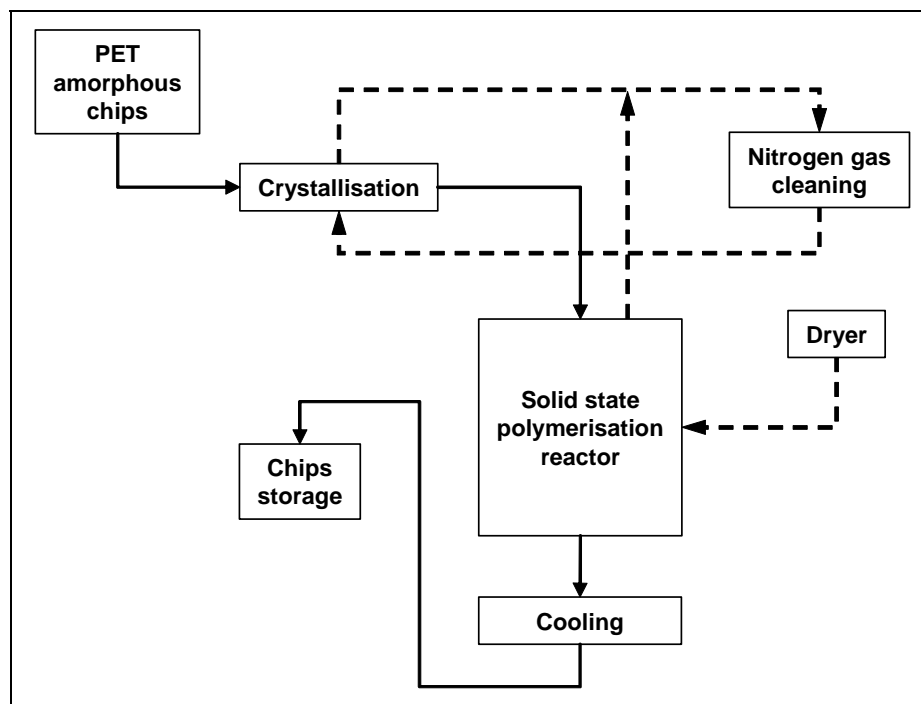 PET
amorphous
chips
Crystallisation
Nitrogen gas
cleaning
Dryer
Solid state
polymerisation
reactor
Chips
storage
Cooling